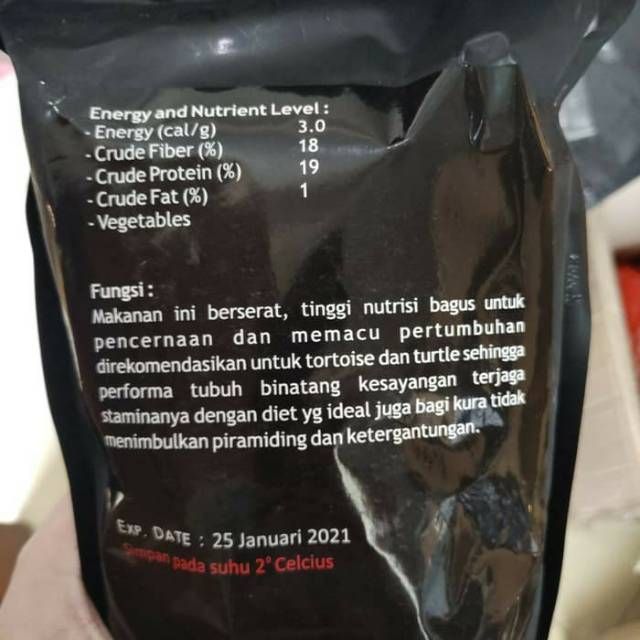 Energy and Nutrient Level :
- Energy (cal/g) 3.0
- Crude Fiber (%) 18
- Crude Protein (%) 19
- Crude Fat (%) 1
- Vegetables
Fungsi :
Makanan ini berserat, tinggi nutrisi bagus untuk
pencernaan dan memacu pertumbuhan
direkomendasikan untuk tortoise dan turtle sehingga
performa tubuh binatang kesayangan terjaga
staminanya dengan diet yg ideal juga bagi kura tidak
menimbulkan piramiding dan ketergantungan.
EXP. DATE : 25 Januari 2021
Simpan pada suhu 2° Celcius